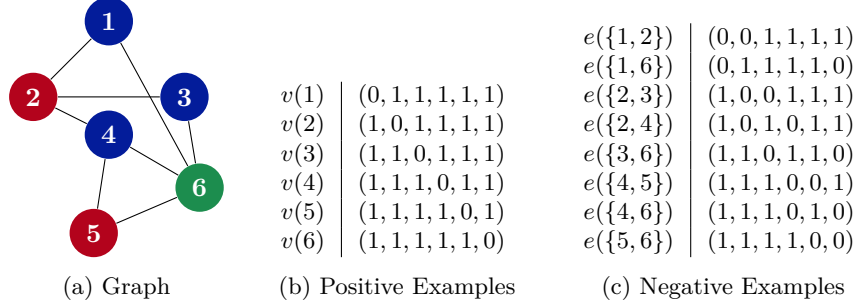 1
2
3
4
6
5
(a) Graph
v(1) (0, 1, 1, 1, 1, 1)
v(2) (1, 0, 1, 1, 1, 1)
v(3) (1, 1, 0, 1, 1, 1)
v(4) (1, 1, 1, 0, 1, 1)
v(5) (1, 1, 1, 1, 0, 1)
v(6) (1, 1, 1, 1, 1, 0)
(b) Positive Examples
e({1, 2}) (0, 0, 1, 1, 1, 1)
e({1, 6}) (0, 1, 1, 1, 1, 0)
e({2, 3}) (1, 0, 0, 1, 1, 1)
e({2, 4}) (1, 0, 1, 0, 1, 1)
e({3, 6}) (1, 1, 0, 1, 1, 0)
e({4, 5}) (1, 1, 1, 0, 0, 1)
e({4, 6}) (1, 1, 1, 0, 1, 0)
e({5, 6}) (1, 1, 1, 1, 0, 0)
(c) Negative Examples